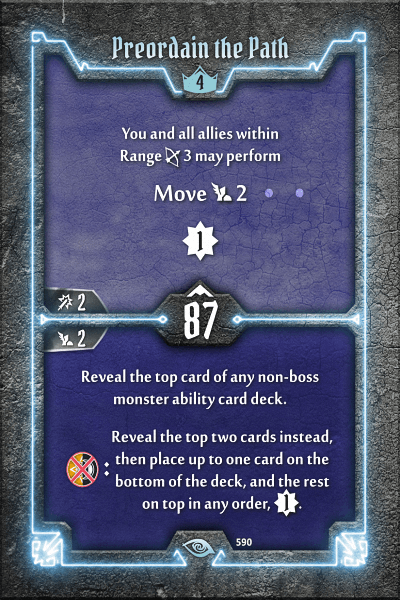 Preordain the Path
4
You and all allies within
Range 3 may perform
Move 2
1
2
87
2
Reveal the top card of any non-boss
monster ability card deck.
Reveal the top two cards instead,
: then place up to one card on the
bottom of the deck, and the rest
on top in any order, 1.
590